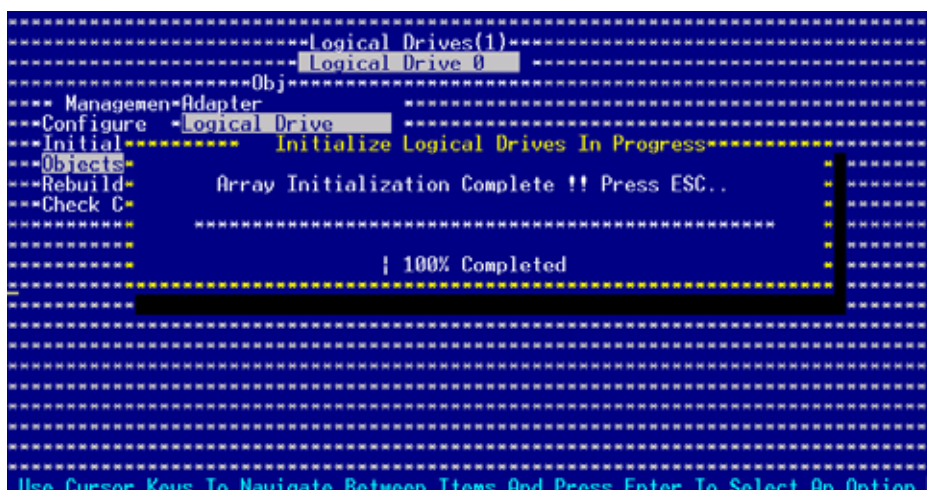 Logical Drives(1)
Logical Drive 0
Obj
Managemen Adapter
Configure Logical Drive
Initial Initialize Logical Drives In Progress
Objects
Rebuild Array Initialization Complete !! Press ESC..
Check C
¦ 100% Completed
Use Cursor Keys To Navigate Between Items And Press Enter To Select An Option